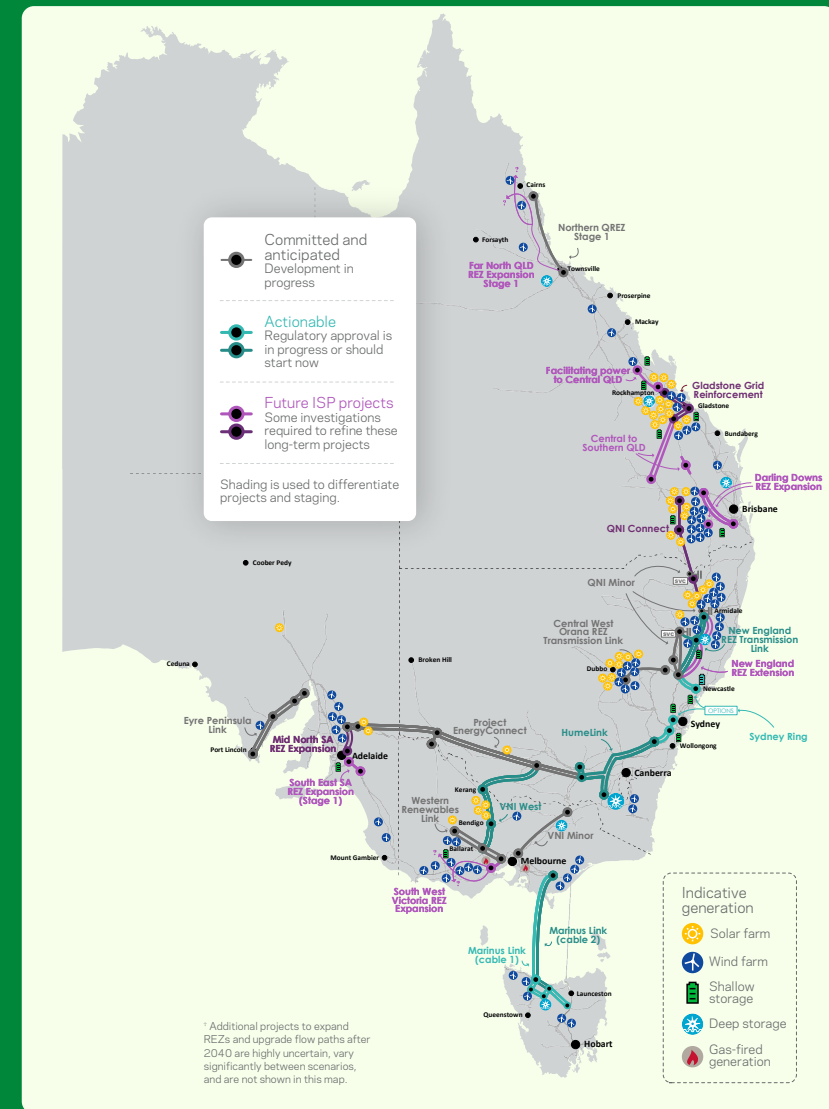 Cairns
Northern QREZ
Stage 1
Forsayth
Far North QLD
REZ Expansion
Stage 1
Townsville
Proserpine
Mackay
Committed and
anticipated
Development in
progress
Actionable
Regulatory approval is
in progress or should
start now
Future ISP projects
Some investigations
required to refine these
long-term projects
Shading is used to differentiate
projects and staging.
Facilitating power
to Central QLD
Rockhampton
Gladstone Grid
Reinforcement
Gladstone
Bundaberg
Central to
Southern QLD
Darling Downs
REZ Expansion
Brisbane
QNI Connect
Coober Pedy
QNI Minor
SVC
Armidale
Central West
Orana REZ
Transmission Link
SVC
New England
REZ Transmission
Link
New England
REZ Extension
Dubbo
Broken Hill
Ceduna
Newcastle
OPTIONS
Sydney
Sydney Ring
Wollongong
Eyre Peninsula
Link
Port Lincoln
Mid North SA
REZ Expansion
Adelaide
Project
EnergyConnect
HumeLink
Canberra
South East SA
REZ Expansion
(Stage 1)
Kerang
Western
Renewables
Link
VNI West
Bendigo
VNI Minor
Ballarat
Mount Gambier
Melbourne
South West
Victoria REZ
Expansion
Marinus Link
(cable 2)
Marinus Link
(cable 1)
Launceston
Queenstown
Hobart
Indicative
generation
Solar farm
Wind farm
Shallow
storage
Deep storage
Gas-fired
generation
† Additional projects to expand
REZs and upgrade flow paths after
2040 are highly uncertain, vary
significantly between scenarios,
and are not shown in this map.